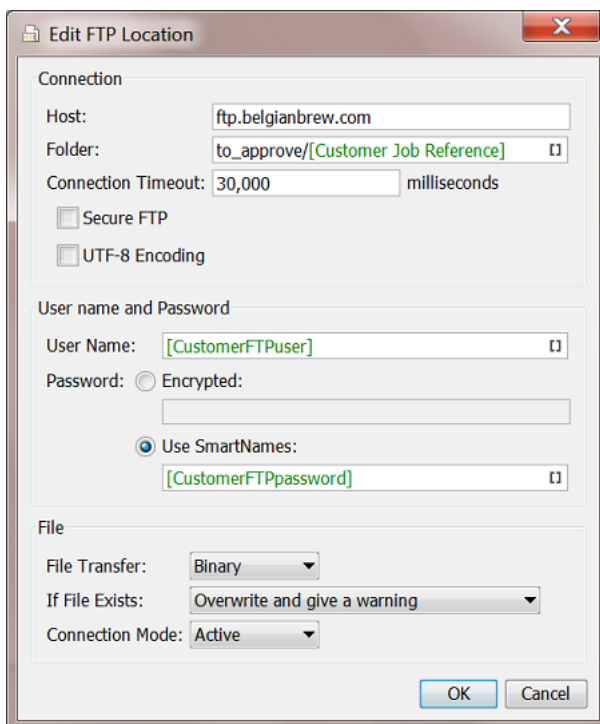 Edit FTP Location
Connection
Host: ftp.belgianbrew.com
Folder: to_approve/[Customer Job Reference] []
Connection Timeout: 30,000 milliseconds
Secure FTP
UTF-8 Encoding
User name and Password
User Name: [CustomerFTPuser] []
Password: Encrypted:
Use SmartNames:
[CustomerFTPpassword] []
File
File Transfer: Binary
If File Exists: Overwrite and give a warning
Connection Mode: Active
OK Cancel